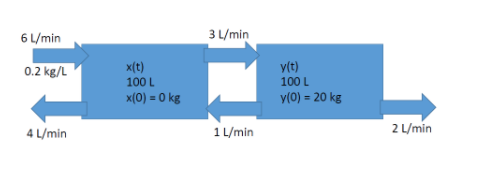 6 L/min
3 L/min
0.2 kg/L
x(t)
100 L
x(0) = 0 kg
y(t)
100 L
y(0) = 20 kg
4 L/min
1 L/min
2 L/min